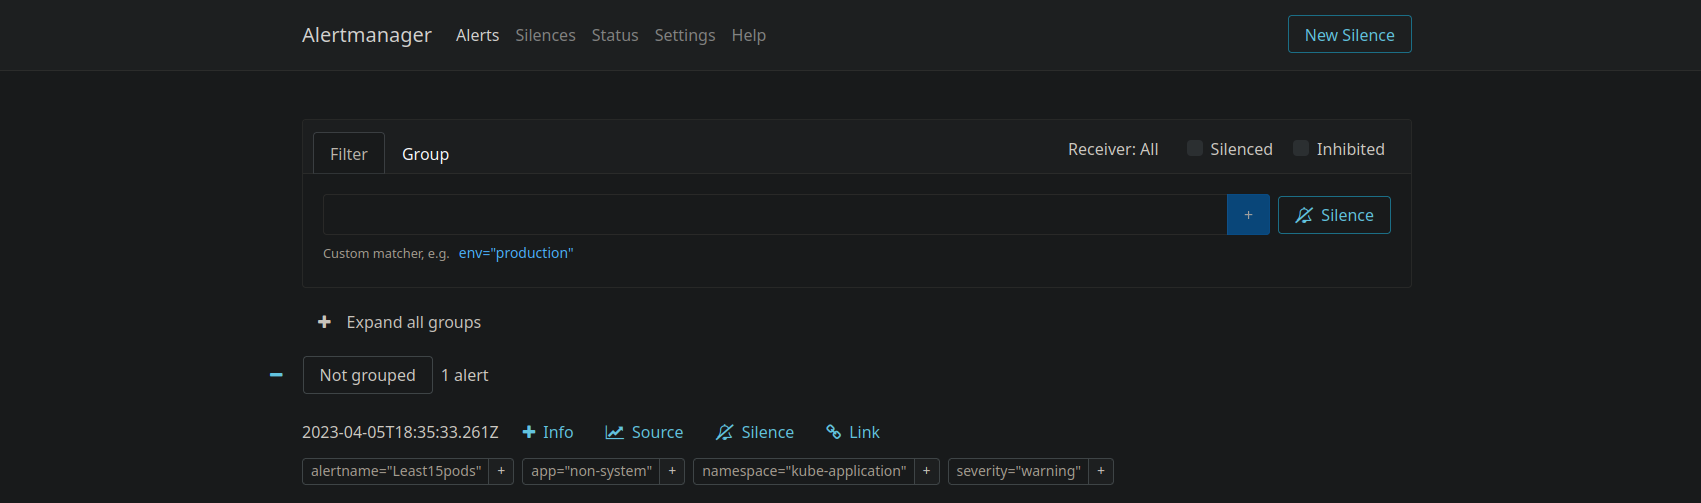 Alertmanager Alerts Silences Status Settings Help New Silence
Filter Group Receiver: All Silenced Inhibited
+ Silence
Custom matcher, e.g. env="production"
+ Expand all groups
− Not grouped 1 alert
2023-04-05T18:35:33.261Z + Info Source Silence Link
alertname="Least15pods" + app="non-system" + namespace="kube-application" + severity="warning" +